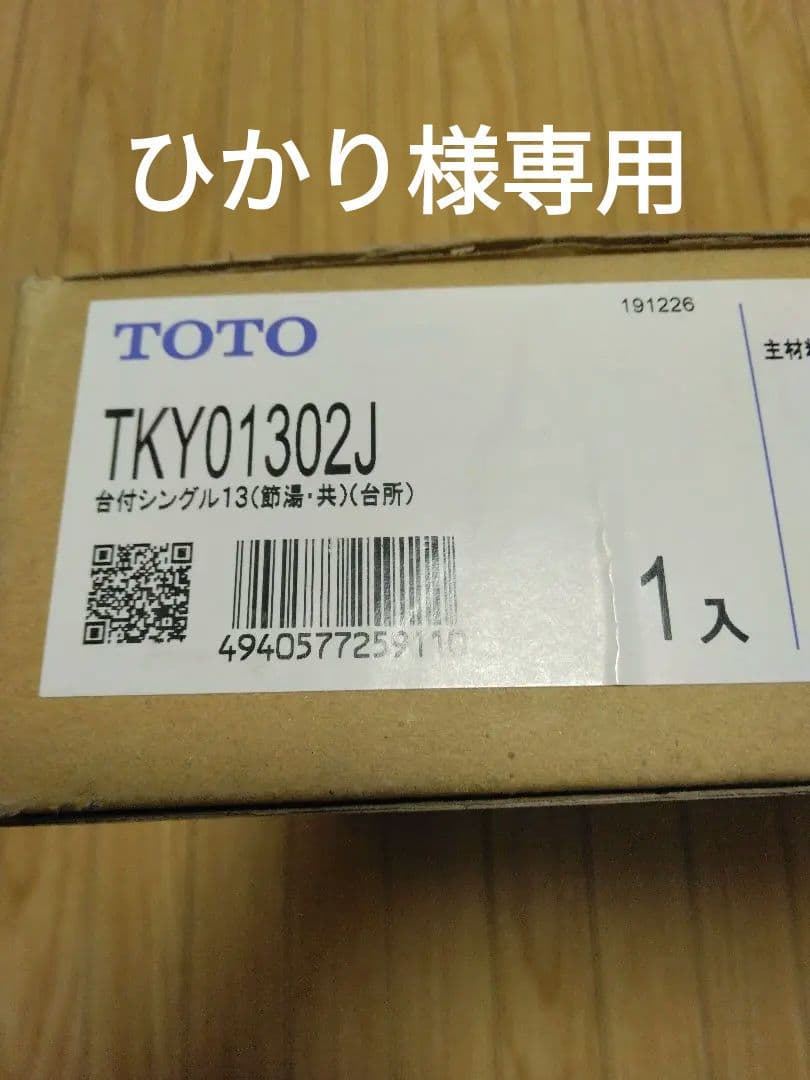 ひかり様専用
191226
TOTO
主材
TKY01302J
台付シングル13(節湯・共)(台所)
4940577259110
1入